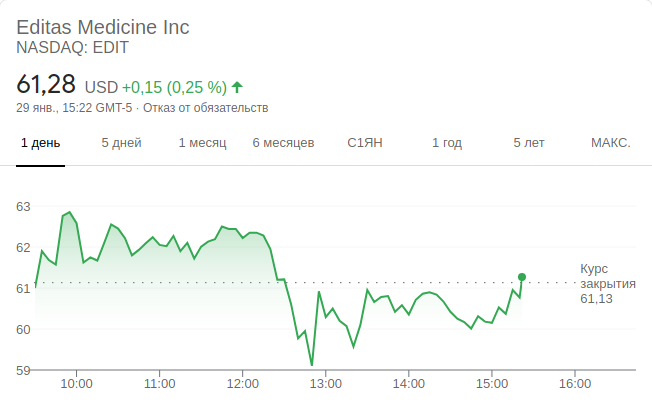 Editas Medicine Inc
NASDAQ: EDIT
61,28 USD +0,15 (0,25 %)
29 янв., 15:22 GMT-5 · Отказ от обязательств
1 день 5 дней 1 месяц 6 месяцев С1ЯН 1 год 5 лет МАКС.
63
62
61
60
59
Курс
закрытия
61,13
10:00 11:00 12:00 13:00 14:00 15:00 16:00